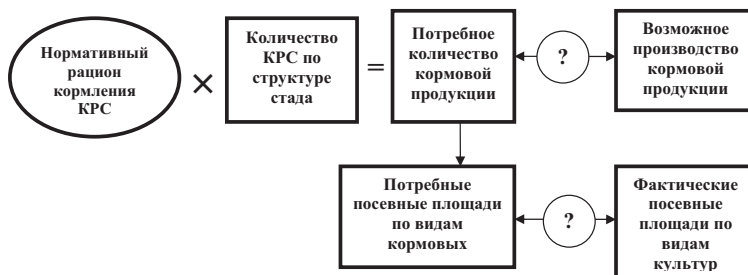 Нормативный
рацион
кормления
КРС
×
Количество
КРС по
структуре
стада
=
Потребное
количество
кормовой
продукции
?
Возможное
производство
кормовой
продукции
Потребные
посевные площади
по видам
кормовых
?
Фактические
посевные
площади по
видам
культур